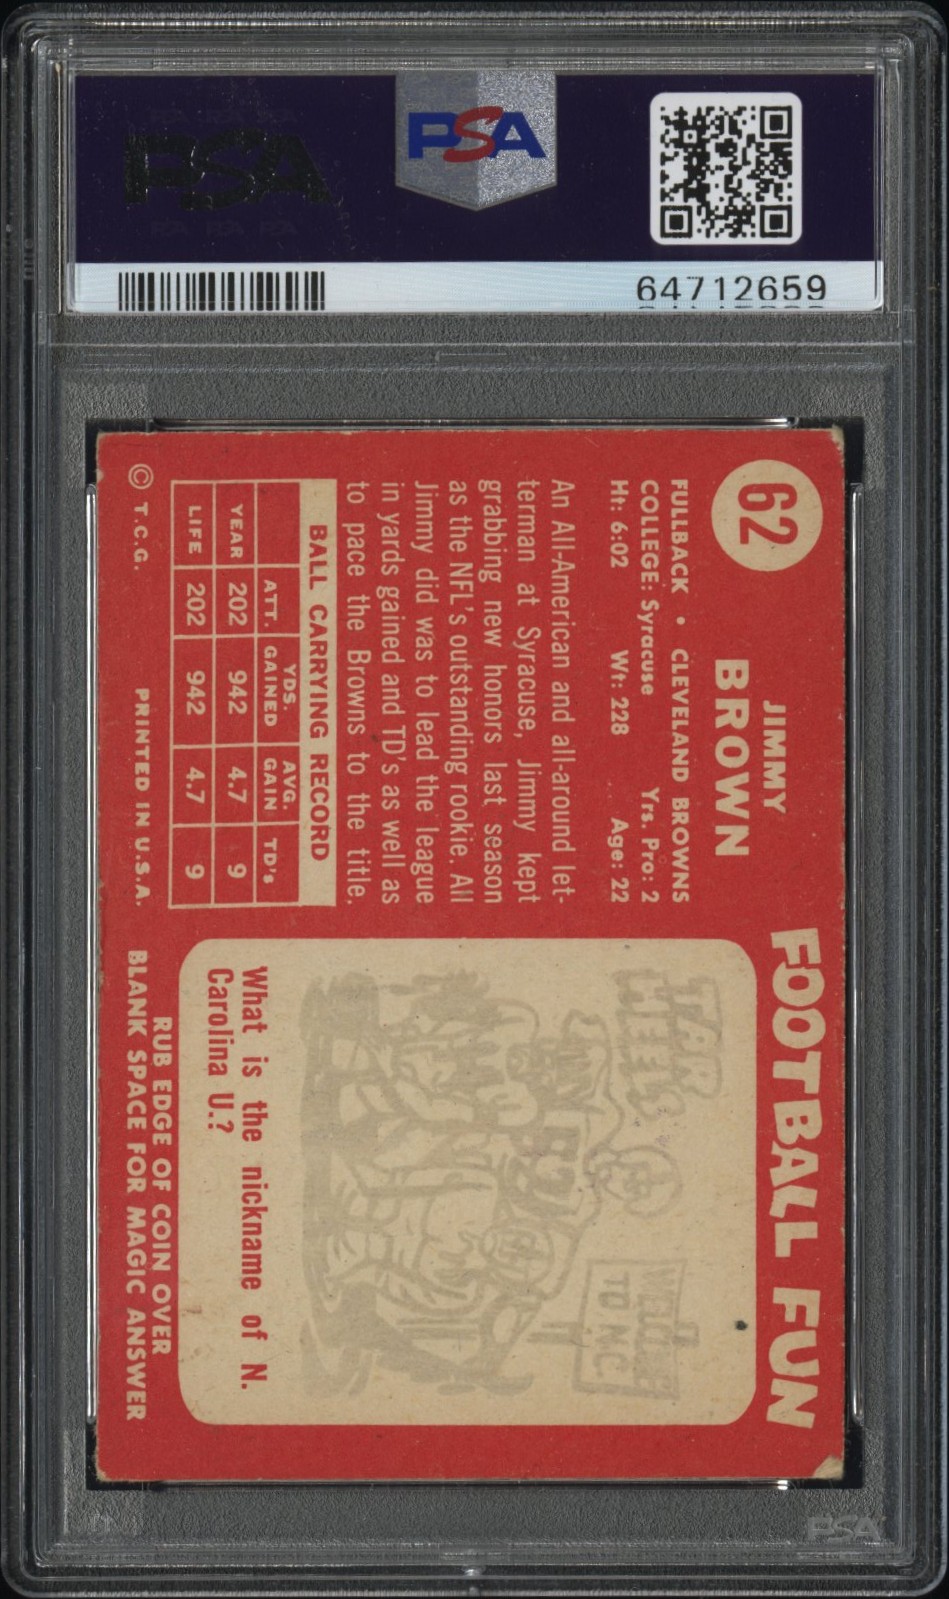 PSA
PSA
64712659
62
JIMMY
BROWN
FULLBACK • CLEVELAND BROWNS
COLLEGE: Syracuse Yrs. Pro: 2
Ht: 6:02 Wt: 228 Age: 22
An All-American and all-around let-
terman at Syracuse, Jimmy kept
grabbing new honors last season
as the NFL's outstanding rookie. All
Jimmy did was to lead the league
in yards gained and TD's as well as
to pace the Browns to the title.
BALL CARRYING RECORD
ATT. YDS. GAINED AVG. GAIN TD's
YEAR 202 942 4.7 9
LIFE 202 942 4.7 9
© T.C.G. PRINTED IN U.S.A.
FOOTBALL FUN
TAR
HEELS
WELCOME
TO N.C.
What is the nickname of N.
Carolina U.?
RUB EDGE OF COIN OVER
BLANK SPACE FOR MAGIC ANSWER
PSA